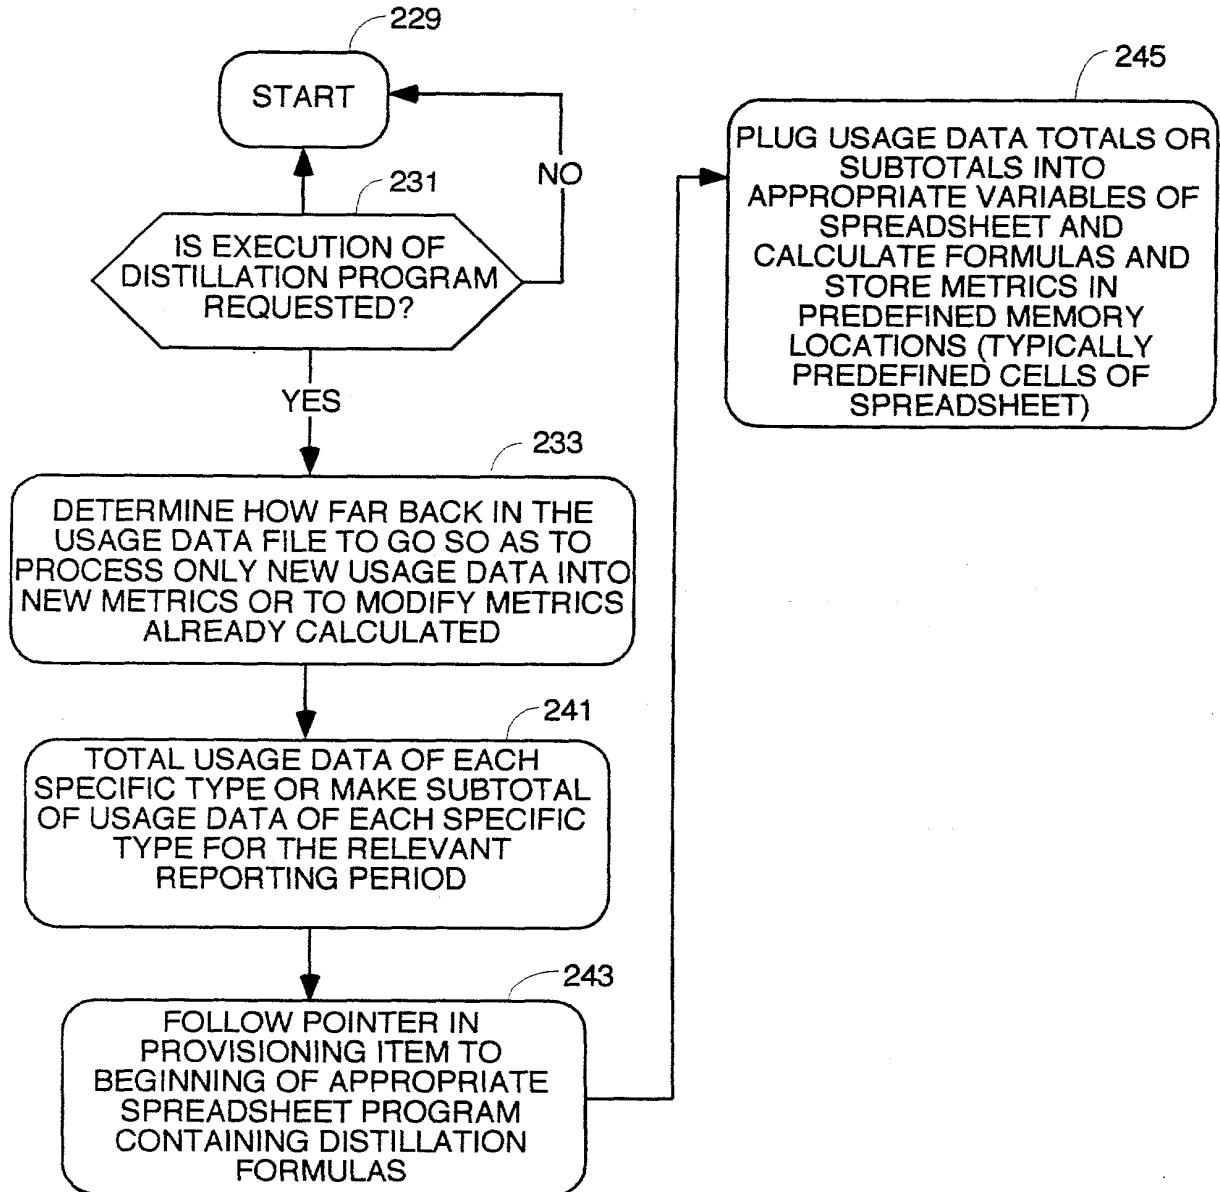 229
START
NO
231
IS EXECUTION OF
DISTILLATION PROGRAM
REQUESTED?
YES
233
DETERMINE HOW FAR BACK IN THE
USAGE DATA FILE TO GO SO AS TO
PROCESS ONLY NEW USAGE DATA INTO
NEW METRICS OR TO MODIFY METRICS
ALREADY CALCULATED
241
TOTAL USAGE DATA OF EACH
SPECIFIC TYPE OR MAKE SUBTOTAL
OF USAGE DATA OF EACH SPECIFIC
TYPE FOR THE RELEVANT
REPORTING PERIOD
243
FOLLOW POINTER IN
PROVISIONING ITEM TO
BEGINNING OF APPROPRIATE
SPREADSHEET PROGRAM
CONTAINING DISTILLATION
FORMULAS
245
PLUG USAGE DATA TOTALS OR
SUBTOTALS INTO
APPROPRIATE VARIABLES OF
SPREADSHEET AND
CALCULATE FORMULAS AND
STORE METRICS IN
PREDEFINED MEMORY
LOCATIONS (TYPICALLY
PREDEFINED CELLS OF
SPREADSHEET)